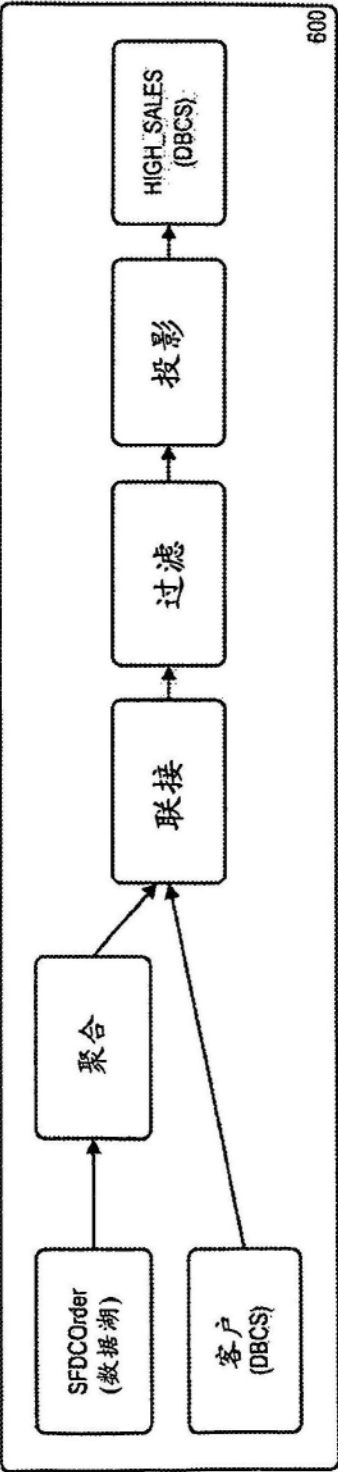 SFDCOrder
(数据湖)
客户
(DBCS)
聚合
联接
过滤
投影
HIGH_SALES
(DBCS)
600